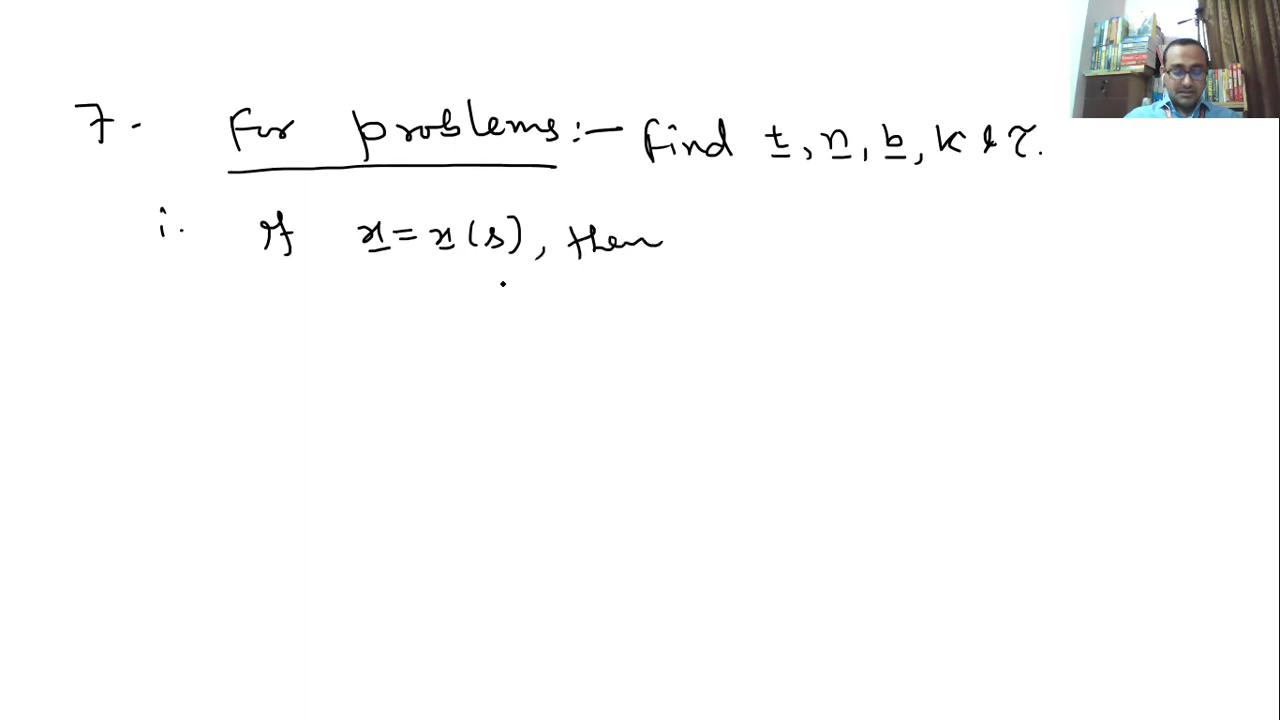 7. For problems :- find t, n, b, k & τ.
i. If x = x(s), then